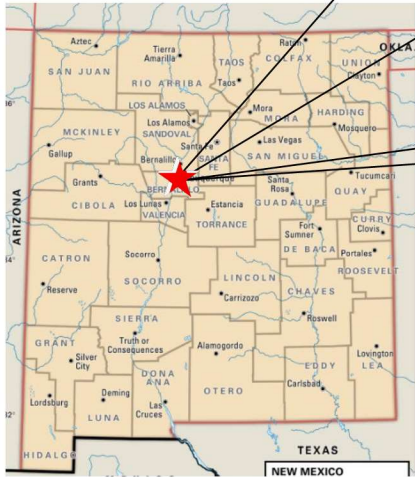 Aztec
Raton
OKLA
Tierra
Amarilla
TAOS
COLFAX
UNION
SAN JUAN
Taos
Clayton
RIO ARRIBA
36°
LOS ALAMOS
Mora
HARDING
MORA
Los Alamos
Mosquero
MCKINLEY
SANDOVAL
Santa Fe
Las Vegas
Gallup
Bernalillo
SANTA
FE
SAN MIGUEL
Grants
Santa
Rosa
Tucumcari
BERNALILLO
QUAY
Los Lunas
Estancia
GUADALUPE
CIBOLA
VALENCIA
TORRANCE
CURRY
Fort
Sumner
Clovis
ARIZONA
DE BACA
CATRON
Socorro
Portales
ROOSEVELT
LINCOLN
Reserve
SOCORRO
CHAVES
Carrizozo
SIERRA
Roswell
GRANT
Truth or
Consequences
Alamogordo
Silver
City
Lovington
EDDY
LEA
DONA
ANA
OTERO
Carlsbad
Lordsburg
Deming
Las
Cruces
LUNA
HIDALGO
TEXAS
NEW MEXICO